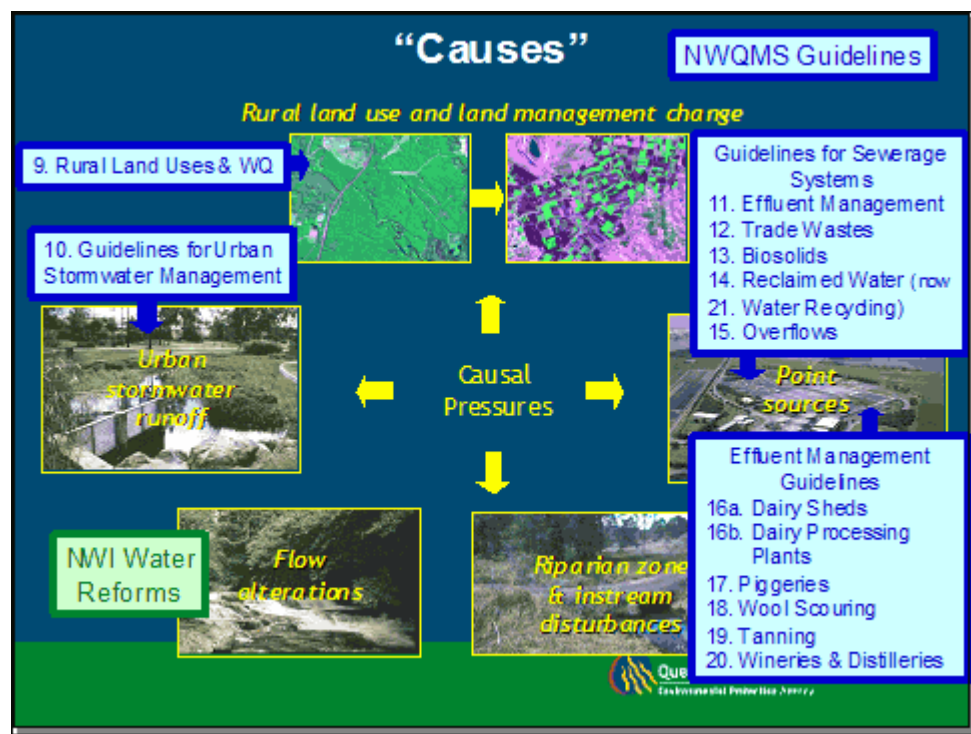 “Causes”
NWQMS Guidelines
Rural land use and land management change
9. Rural Land Uses & WQ
10. Guidelines for Urban
Stormwater Management
Guidelines for Sewerage
Systems
11. Effluent Management
12. Trade Wastes
13. Biosolids
14. Reclaimed Water (now
21. Water Recycling)
15. Overflows
Urban
stormwater
runoff
Causal
Pressures
Point
sources
Effluent Management
Guidelines
16a. Dairy Sheds
16b. Dairy Processing
Plants
17. Piggeries
18. Wool Scouring
19. Tanning
20. Wineries & Distilleries
NWI Water
Reforms
Flow
alterations
Riparian zone
& instream
disturbances
Que
Environmental Protection Agency